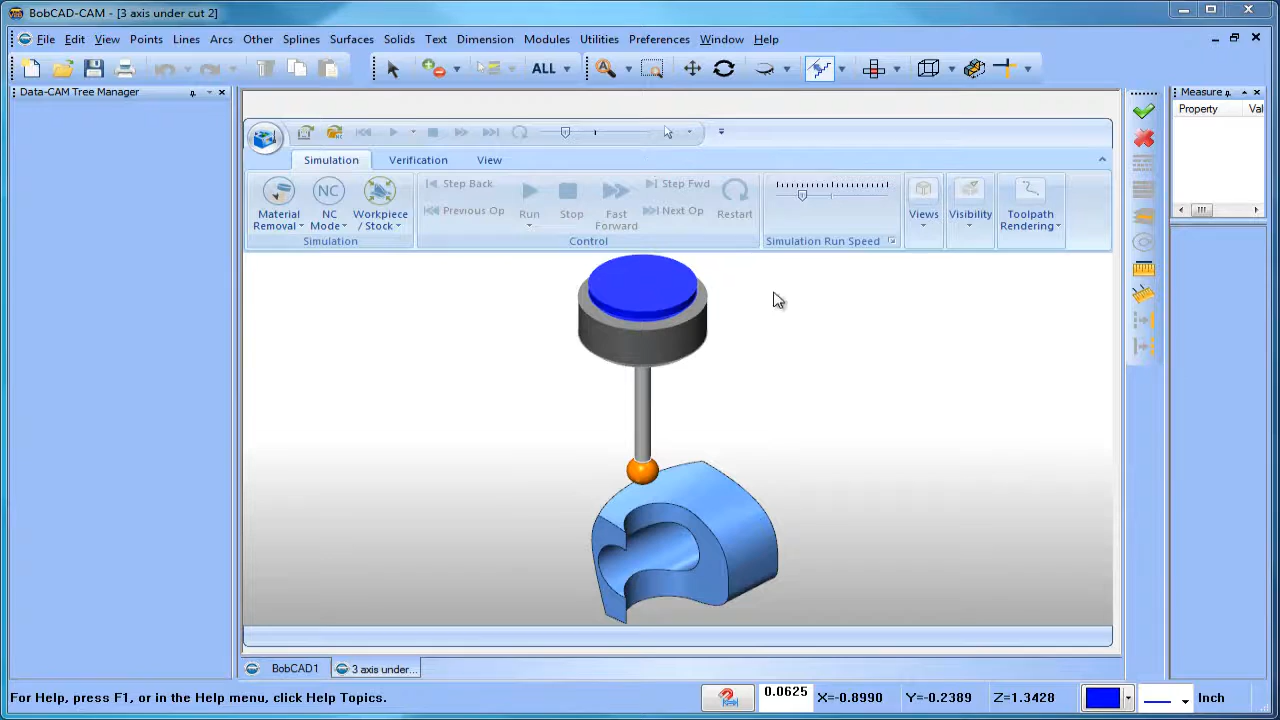 BobCAD-CAM - [3 axis under cut 2]
File Edit View Points Lines Arcs Other Splines Surfaces Solids Text Dimension Modules Utilities Preferences Window Help
ALL
Data-CAM Tree Manager
Measure
Property Val
Simulation Verification View
Material Removal
NC
NC Mode
Workpiece / Stock
Simulation
Step Back
Previous Op
Run
Stop
Fast Forward
Step Fwd
Next Op
Restart
Control
Simulation Run Speed
Views
Visibility
Toolpath Rendering
BobCAD1 3 axis under...
For Help, press F1, or in the Help menu, click Help Topics. 0.0625 X=-0.8990 Y=-0.2389 Z=1.3428 Inch